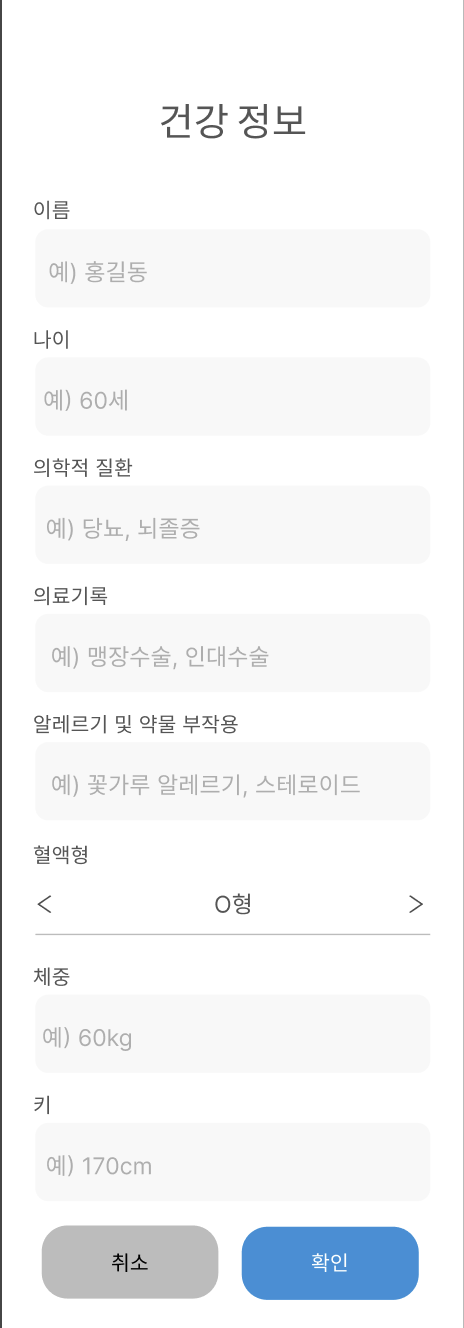 건강 정보
이름
예) 홍길동
나이
예) 60세
의학적 질환
예) 당뇨, 뇌졸증
의료기록
예) 맹장수술, 인대수술
알레르기 및 약물 부작용
예) 꽃가루 알레르기, 스테로이드
혈액형
< O형 >
체중
예) 60kg
키
예) 170cm
취소 확인